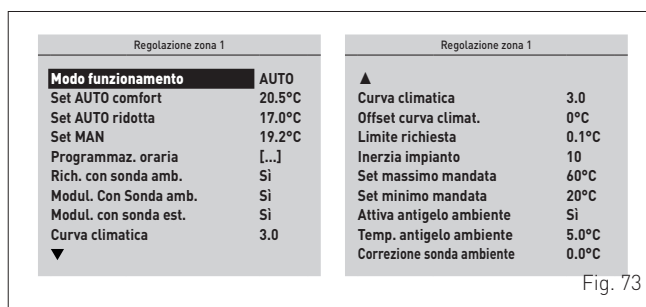 Regolazione zona 1
Modo funzionamento AUTO
Set AUTO comfort 20.5°C
Set AUTO ridotta 17.0°C
Set MAN 19.2°C
Programmaz. oraria [...]
Rich. con sonda amb. Sì
Modul. Con Sonda amb. Sì
Modul. con sonda est. Sì
Curva climatica 3.0
▼
Regolazione zona 1
▲
Curva climatica 3.0
Offset curva climat. 0°C
Limite richiesta 0.1°C
Inerzia impianto 10
Set massimo mandata 60°C
Set minimo mandata 20°C
Attiva antigelo ambiente Sì
Temp. antigelo ambiente 5.0°C
Correzione sonda ambiente 0.0°C
Fig. 73